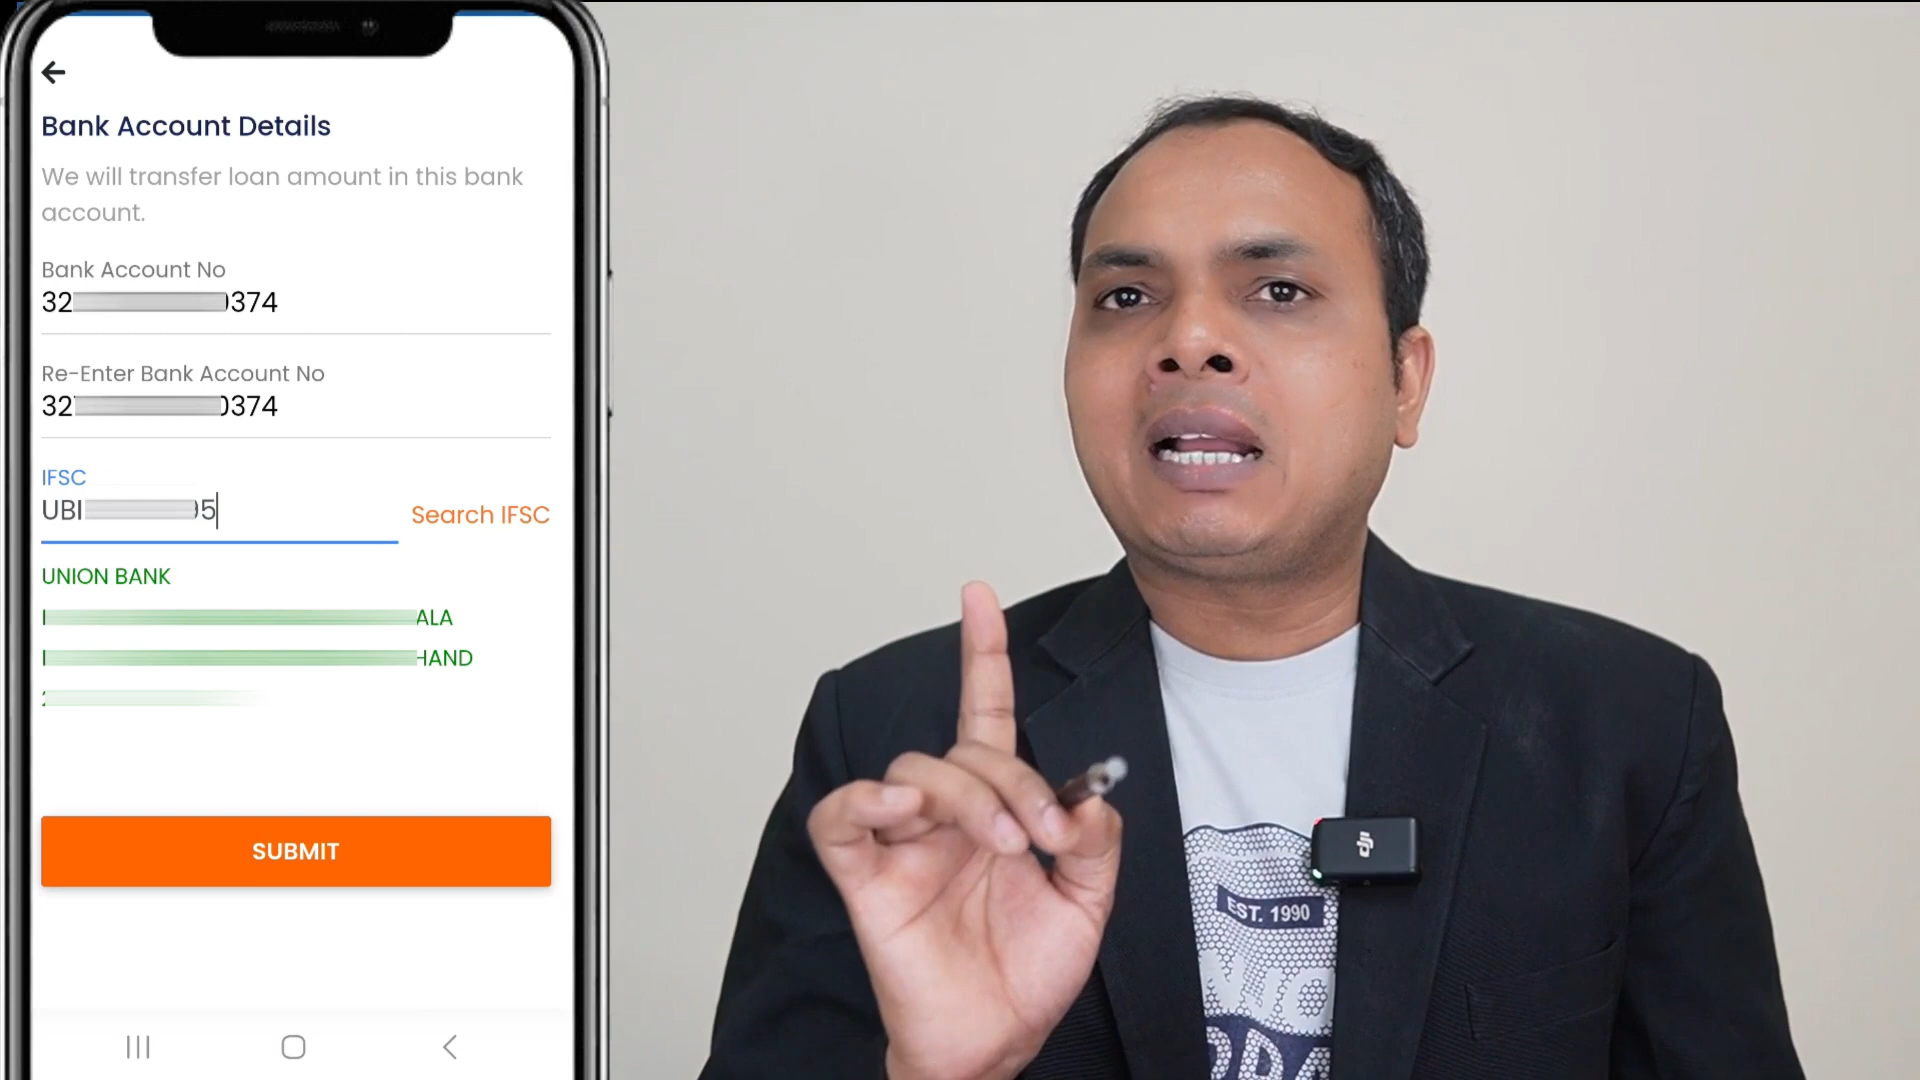 Bank Account Details
We will transfer loan amount in this bank
account.
Bank Account No
32 374
Re-Enter Bank Account No
32 0374
IFSC
UBI 5
Search IFSC
UNION BANK
ALA
HAND
SUBMIT
EST. 1990